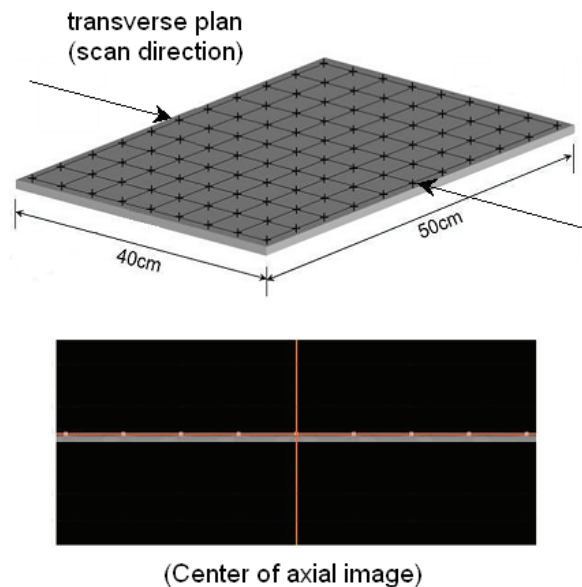 transverse plan
(scan direction)
40cm
50cm
(Center of axial image)